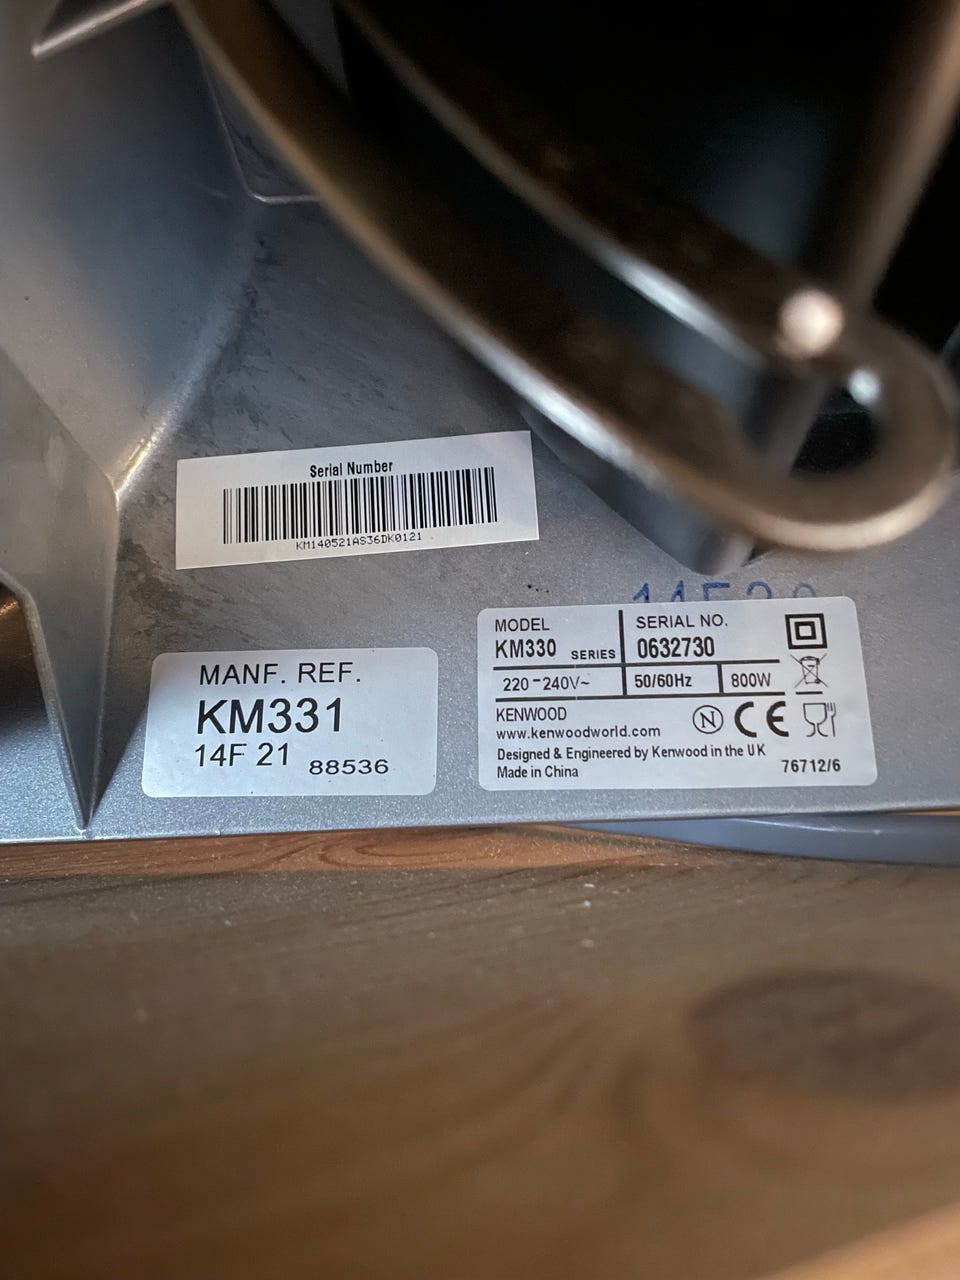 Serial Number
KM140521AS36DK0121
MANF. REF.
KM331
14F 21 88536
MODEL
KM330 SERIES
SERIAL NO.
0632730
220-240V~ 50/60Hz 800W
KENWOOD
www.kenwoodworld.com
N CE
Designed & Engineered by Kenwood in the UK
Made in China 76712/6